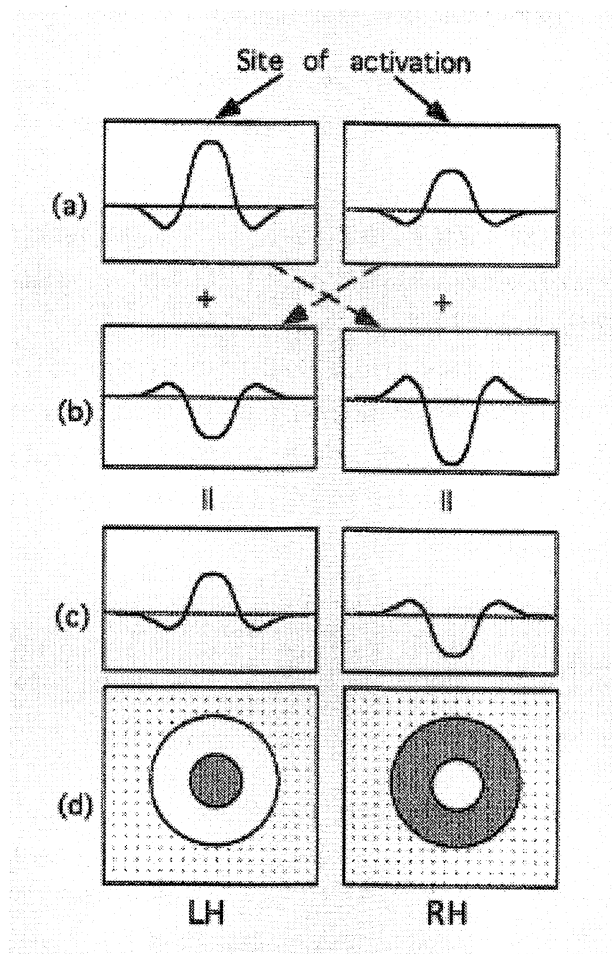 Site of activation
(a)
+ +
(b)
= =
(c)
(d)
LH RH